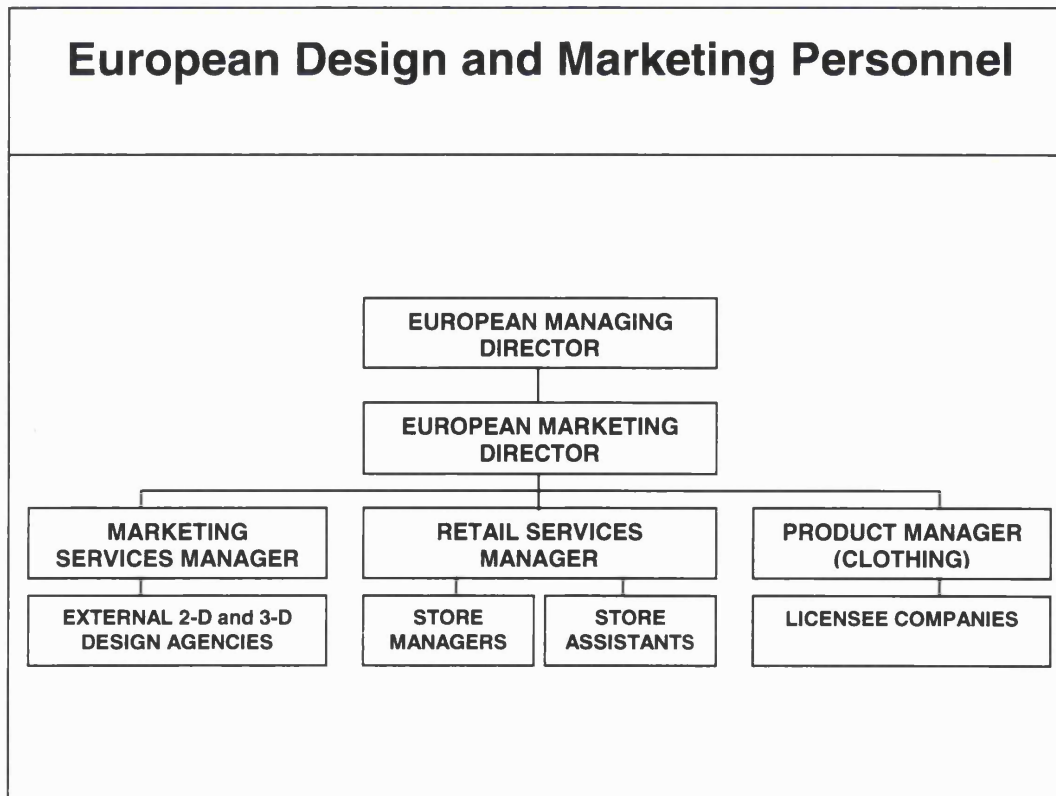 European Design and Marketing Personnel
EUROPEAN MANAGING
DIRECTOR
EUROPEAN MARKETING
DIRECTOR
MARKETING
SERVICES MANAGER
RETAIL SERVICES
MANAGER
PRODUCT MANAGER
(CLOTHING)
EXTERNAL 2-D and 3-D
DESIGN AGENCIES
STORE
MANAGERS
STORE
ASSISTANTS
LICENSEE COMPANIES